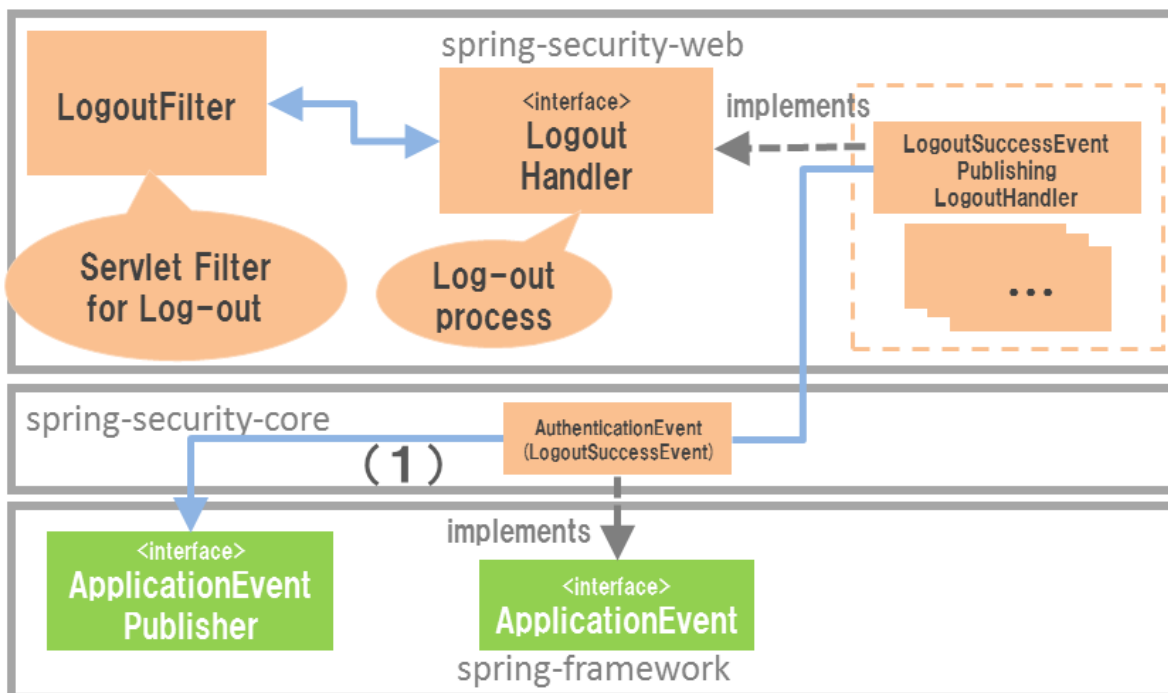 spring-security-web
LogoutFilter
<interface>
Logout
Handler
implements
LogoutSuccessEvent
Publishing
LogoutHandler
...
Servlet Filter
for Log-out
Log-out
process
spring-security-core
(1)
AuthenticationEvent
(LogoutSuccessEvent)
implements
<interface>
ApplicationEvent
Publisher
<interface>
ApplicationEvent
spring-framework